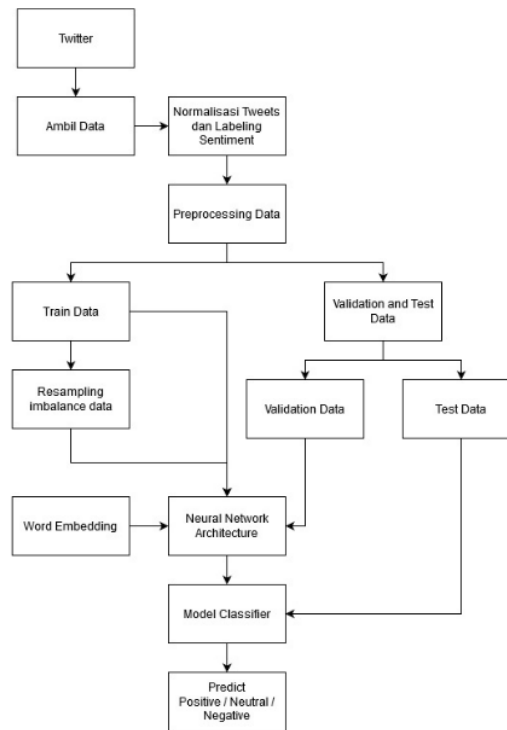 Twitter
Ambil Data
Normalisasi Tweets
dan Labeling
Sentiment
Preprocessing Data
Train Data
Validation and Test
Data
Resampling
imbalance data
Validation Data
Test Data
Word Embedding
Neural Network
Architecture
Model Classifier
Predict
Positive / Neutral /
Negative